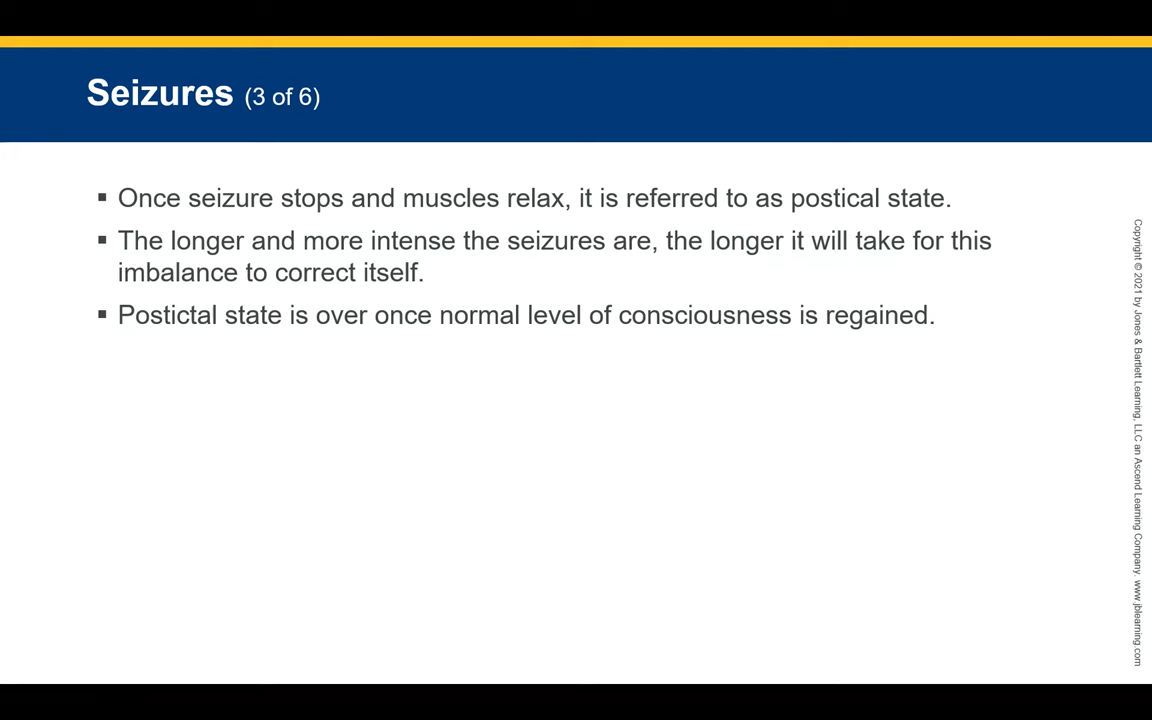 Seizures (3 of 6)
▪ Once seizure stops and muscles relax, it is referred to as postical state.
▪ The longer and more intense the seizures are, the longer it will take for this
imbalance to correct itself.
▪ Postictal state is over once normal level of consciousness is regained.
Copyright © 2021 by Jones & Bartlett Learning, LLC an Ascend Learning Company. www.jblearning.com